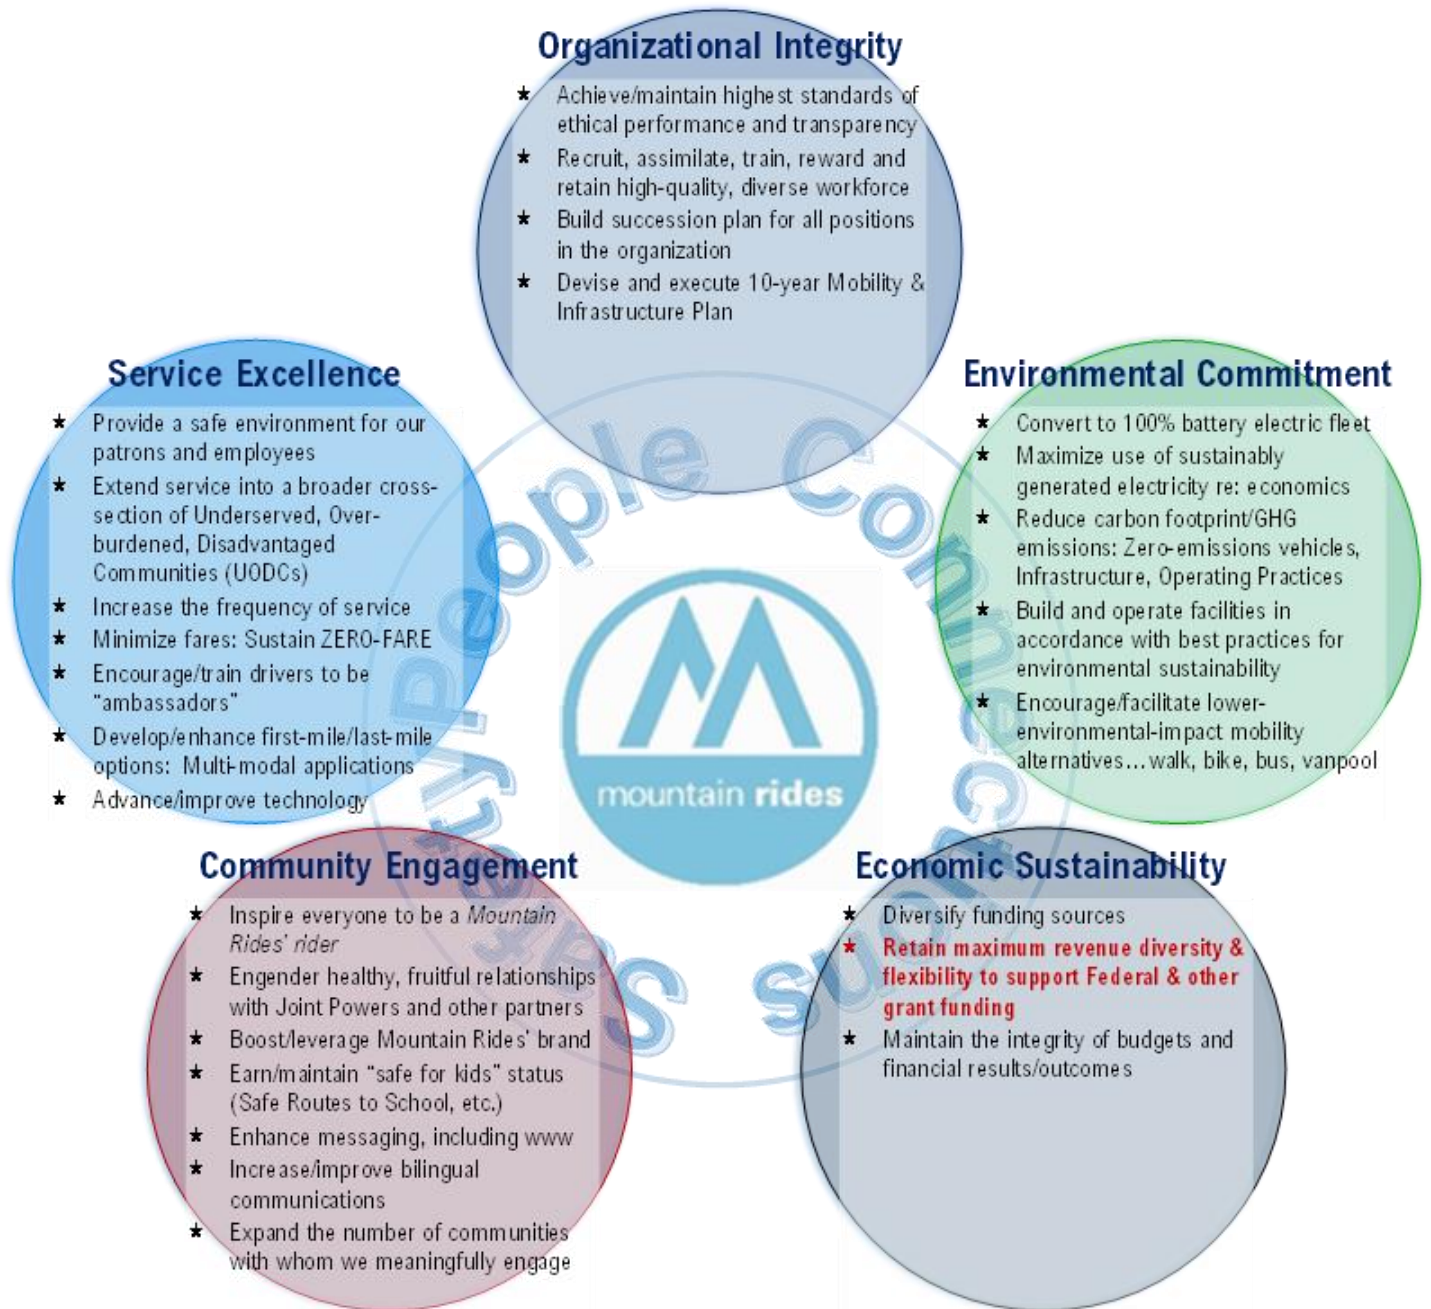 Organizational Integrity
★ Achieve/maintain highest standards of
ethical performance and transparency
★ Recruit, assimilate, train, reward and
retain high-quality, diverse workforce
★ Build succession plan for all positions
in the organization
★ Devise and execute 10-year Mobility &
Infrastructure Plan
Service Excellence
★ Provide a safe environment for our
patrons and employees
★ Extend service into a broader cross-
section of Underserved, Over-
burdened, Disadvantaged
Communities (UODCs)
★ Increase the frequency of service
★ Minimize fares: Sustain ZERO-FARE
★ Encourage/train drivers to be
"ambassadors"
★ Develop/enhance first-mile/last-mile
options: Multi-modal applications
★ Advance/improve technology
Environmental Commitment
★ Convert to 100% battery electric fleet
★ Maximize use of sustainably
generated electricity re: economics
★ Reduce carbon footprint/GHG
emissions: Zero-emissions vehicles,
Infrastructure, Operating Practices
★ Build and operate facilities in
accordance with best practices for
environmental sustainability
★ Encourage/facilitate lower-
environmental-impact mobility
alternatives...walk, bike, bus, vanpool
People Connections Safety
mountain rides
Community Engagement
★ Inspire everyone to be a Mountain
Rides' rider
★ Engender healthy, fruitful relationships
with Joint Powers and other partners
★ Boost/leverage Mountain Rides' brand
★ Earn/maintain "safe for kids" status
(Safe Routes to School, etc.)
★ Enhance messaging, including www
★ Increase/improve bilingual
communications
★ Expand the number of communities
with whom we meaningfully engage
Economic Sustainability
★ Diversify funding sources
★ Retain maximum revenue diversity &
flexibility to support Federal & other
grant funding
★ Maintain the integrity of budgets and
financial results/outcomes